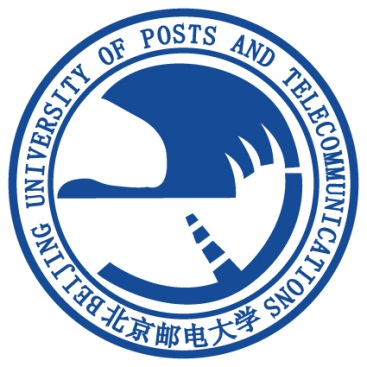 BEIJING UNIVERSITY OF POSTS AND TELECOMMUNICATIONS
北京邮电大学